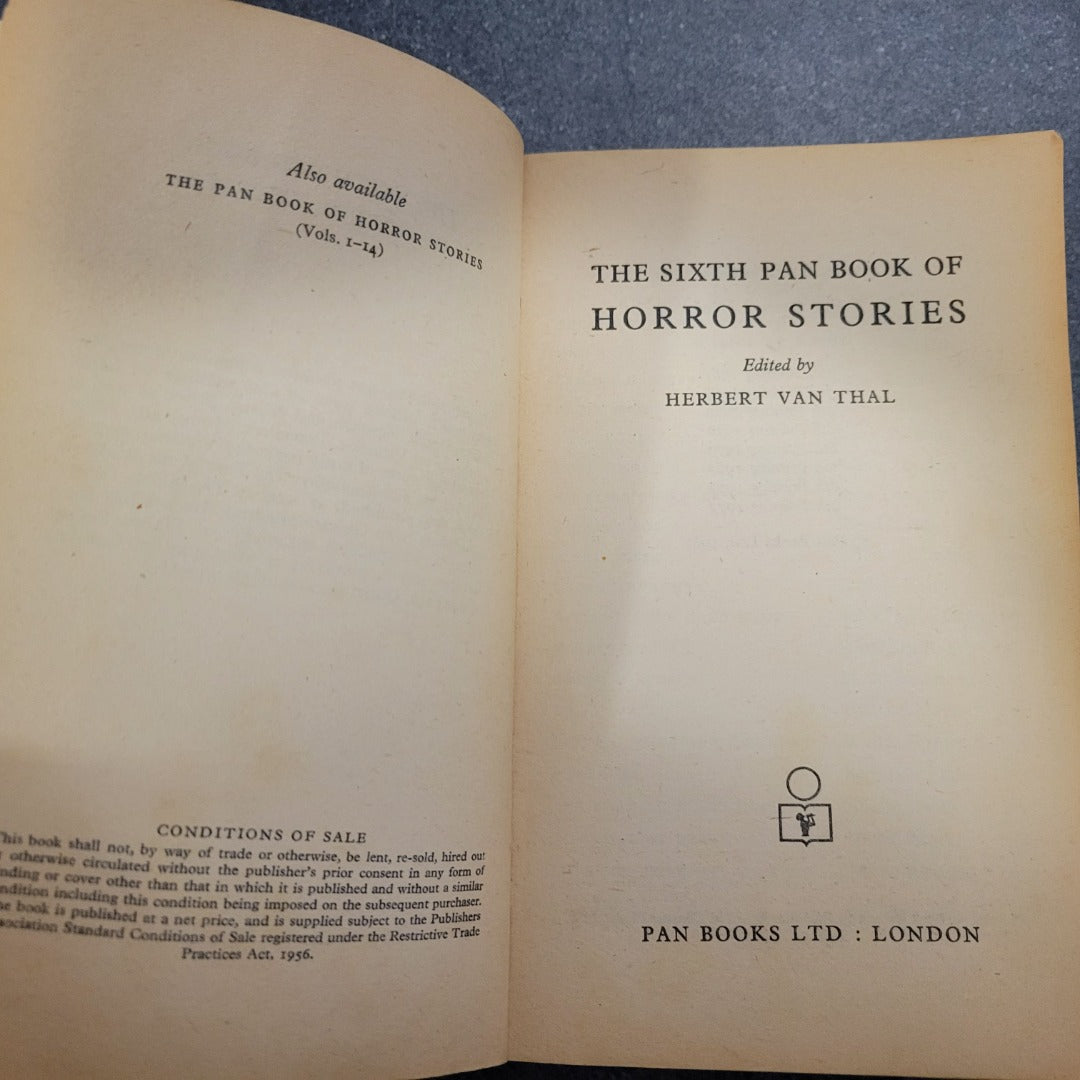 Also available
THE PAN BOOK OF HORROR STORIES
(Vols. 1–14)
CONDITIONS OF SALE
This book shall not, by way of trade or otherwise, be lent, re-sold, hired out
otherwise circulated without the publisher's prior consent in any form of
nding or cover other than that in which it is published and without a similar
ndition including this condition being imposed on the subsequent purchaser.
he book is published at a net price, and is supplied subject to the Publishers
sociation Standard Conditions of Sale registered under the Restrictive Trade
Practices Act, 1956.
THE SIXTH PAN BOOK OF
HORROR STORIES
Edited by
HERBERT VAN THAL
PAN BOOKS LTD : LONDON